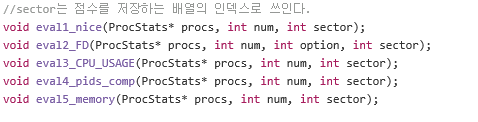 //sector는 점수를 저장하는 배열의 인덱스로 쓰인다.
void eval1_nice(ProcStats* procs, int num, int sector);
void eval2_FD(ProcStats* procs, int num, int option, int sector);
void eval3_CPU_USAGE(ProcStats* procs, int num, int sector);
void eval4_pids_comp(ProcStats* procs, int num, int sector);
void eval5_memory(ProcStats* procs, int num, int sector);